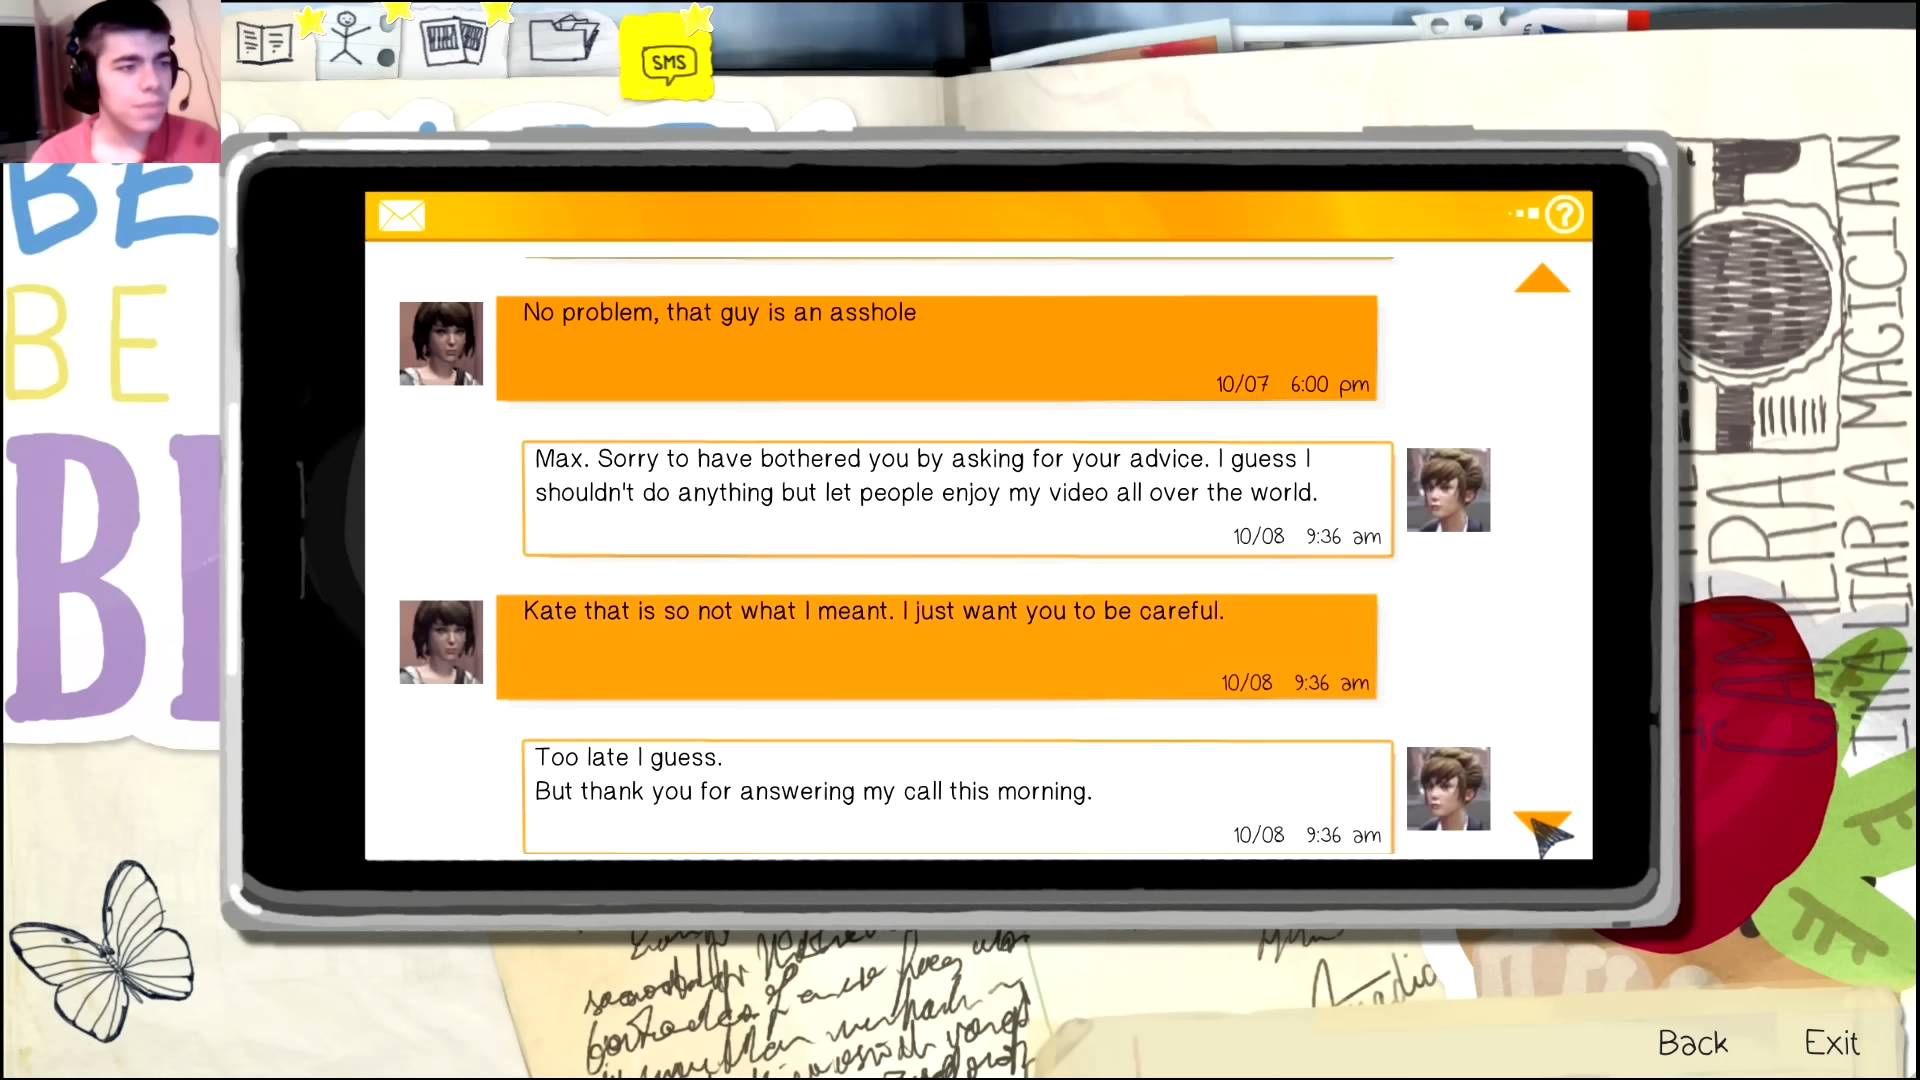 SMS
BE
BE
No problem, that guy is an asshole
10/07 6:00 pm
Max. Sorry to have bothered you by asking for your advice. I guess I
shouldn't do anything but let people enjoy my video all over the world.
10/08 9:36 am
Kate that is so not what I meant. I just want you to be careful.
10/08 9:36 am
Too late I guess.
But thank you for answering my call this morning.
10/08 9:36 am
CAMERA
LIAR, A MAGICIAN
Back
Exit